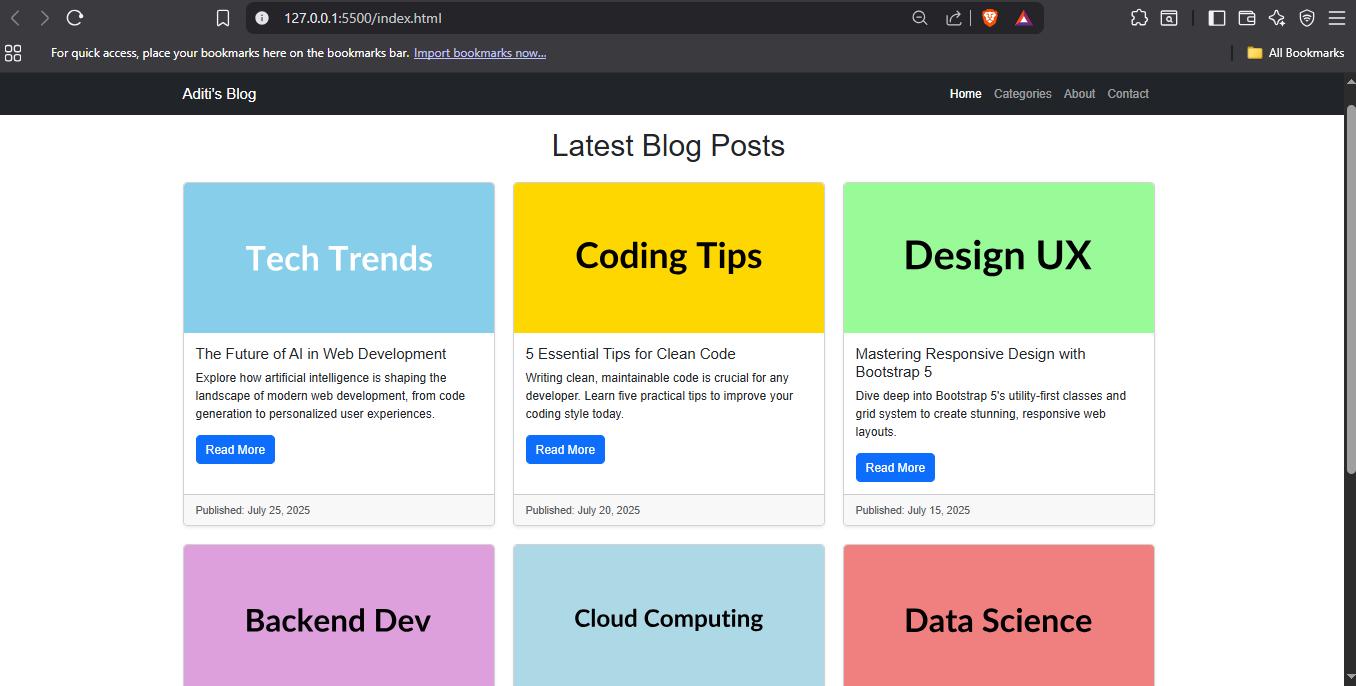 127.0.0.1:5500/index.html
For quick access, place your bookmarks here on the bookmarks bar. Import bookmarks now...
All Bookmarks
Aditi's Blog
Home Categories About Contact
Latest Blog Posts
Tech Trends
The Future of AI in Web Development
Explore how artificial intelligence is shaping the
landscape of modern web development, from code
generation to personalized user experiences.
Read More
Published: July 25, 2025
Coding Tips
5 Essential Tips for Clean Code
Writing clean, maintainable code is crucial for any
developer. Learn five practical tips to improve your
coding style today.
Read More
Published: July 20, 2025
Design UX
Mastering Responsive Design with
Bootstrap 5
Dive deep into Bootstrap 5's utility-first classes and
grid system to create stunning, responsive web
layouts.
Read More
Published: July 15, 2025
Backend Dev
Cloud Computing
Data Science